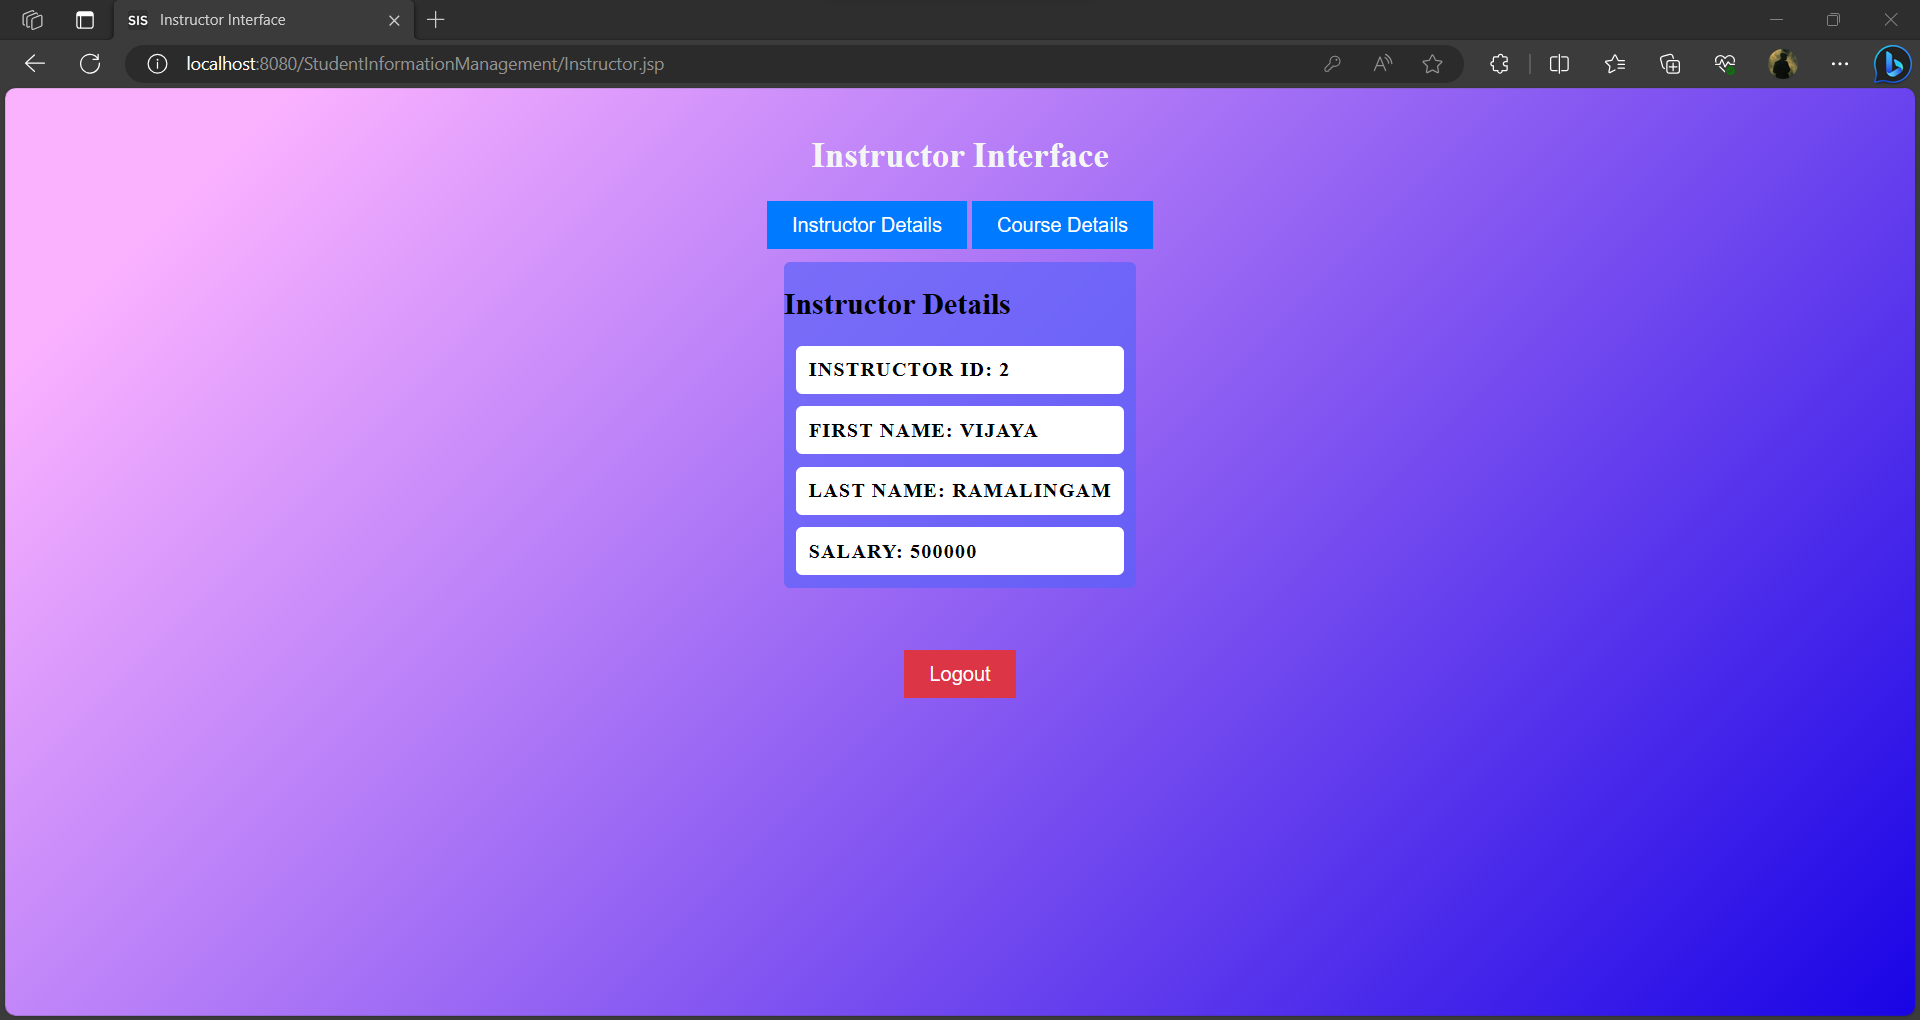 SIS Instructor Interface
localhost:8080/StudentInformationManagement/Instructor.jsp
Instructor Interface
Instructor Details Course Details
Instructor Details
INSTRUCTOR ID: 2
FIRST NAME: VIJAYA
LAST NAME: RAMALINGAM
SALARY: 500000
Logout